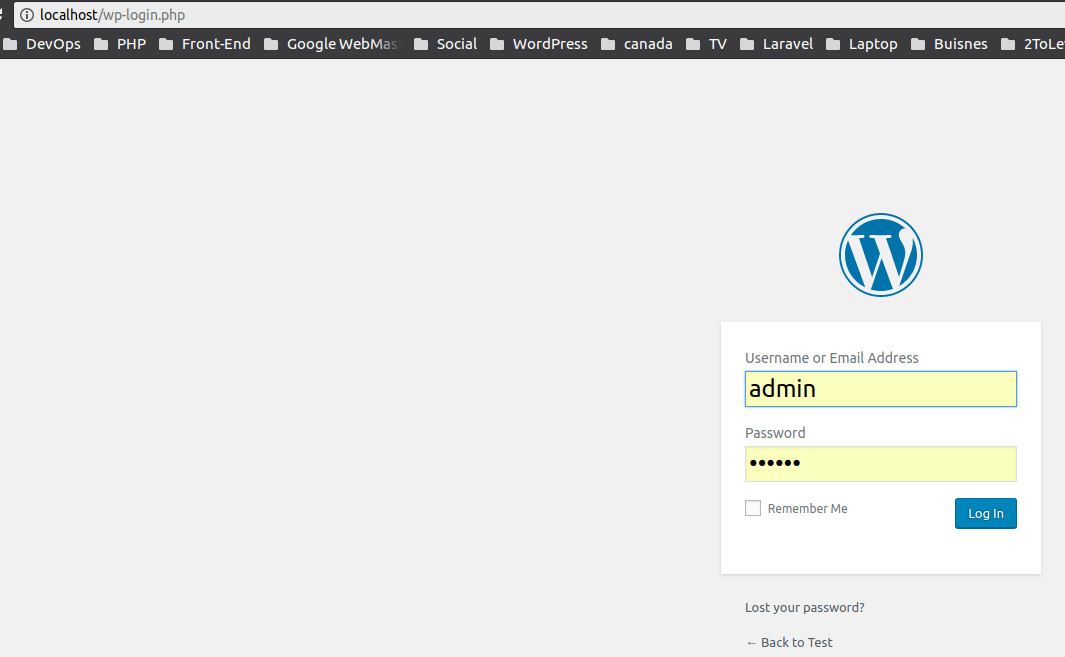 localhost/wp-login.php
DevOps PHP Front-End Google WebMas Social WordPress canada TV Laravel Laptop Buisnes 2ToLe
Username or Email Address
admin
Password
••••••
Remember Me Log In
Lost your password?
← Back to Test